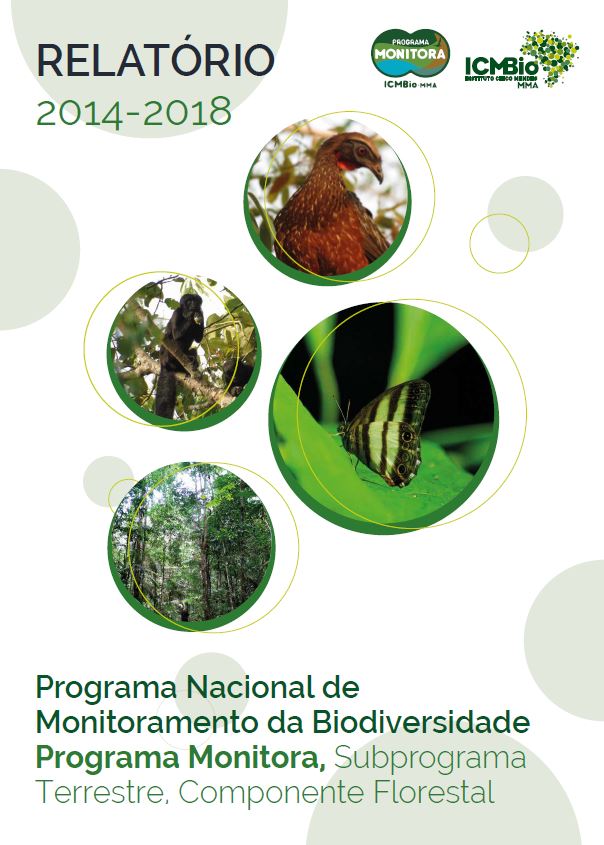 RELATÓRIO
2014-2018
PROGRAMA
MONITORA
ICMBio·MMA
ICMBio
INSTITUTO CHICO MENDES
MMA
Programa Nacional de
Monitoramento da Biodiversidade
Programa Monitora, Subprograma
Terrestre, Componente Florestal